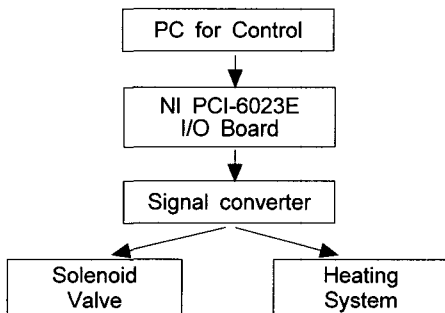 PC for Control
NI PCI-6023E
I/O Board
Signal converter
Solenoid
Valve
Heating
System